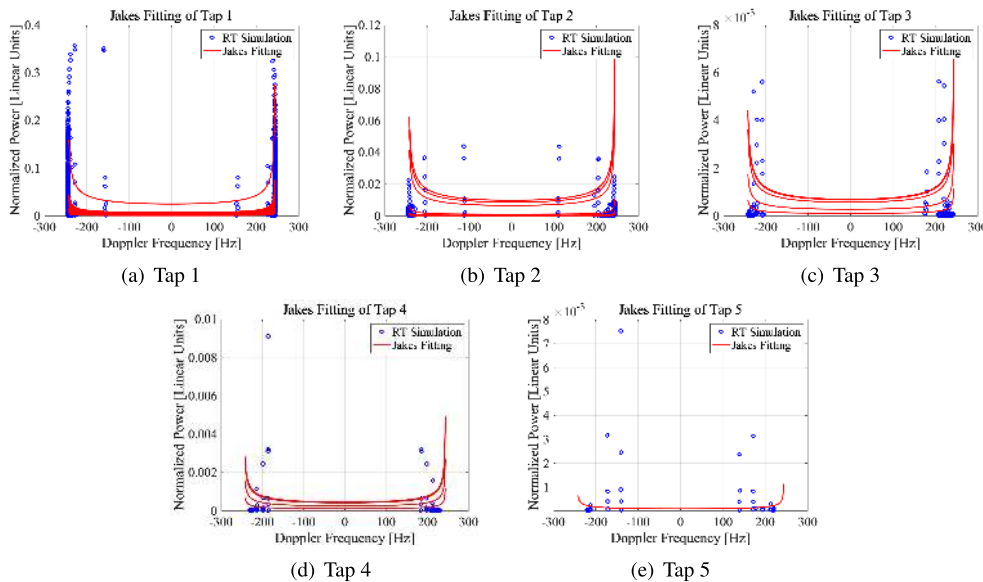 Jakes Fitting of Tap 1
Normalized Power [Linear Units]
0.4
0.3
0.2
0.1
0
-300 -200 -100 0 100 200 300
Doppler Frequency [Hz]
RT Simulation
Jakes Fitting
(a) Tap 1
Jakes Fitting of Tap 2
Normalized Power [Linear Units]
0.12
0.1
0.08
0.06
0.04
0.02
0
-300 -200 -100 0 100 200 300
Doppler Frequency [Hz]
RT Simulation
Jakes Fitting
(b) Tap 2
Jakes Fitting of Tap 3
Normalized Power [Linear Units]
8
6
4
2
0
-300 -200 -100 0 100 200 300
Doppler Frequency [Hz]
RT Simulation
Jakes Fitting
(c) Tap 3
Jakes Fitting of Tap 4
Normalized Power [Linear Units]
0.01
0.008
0.006
0.004
0.002
0
-300 -200 -100 0 100 200 300
Doppler Frequency [Hz]
RT Simulation
Jakes Fitting
(d) Tap 4
Jakes Fitting of Tap 5
Normalized Power [Linear Units]
8
7
6
5
4
3
2
1
-300 -200 -100 0 100 200 300
Doppler Frequency [Hz]
RT Simulation
Jakes Fitting
(e) Tap 5